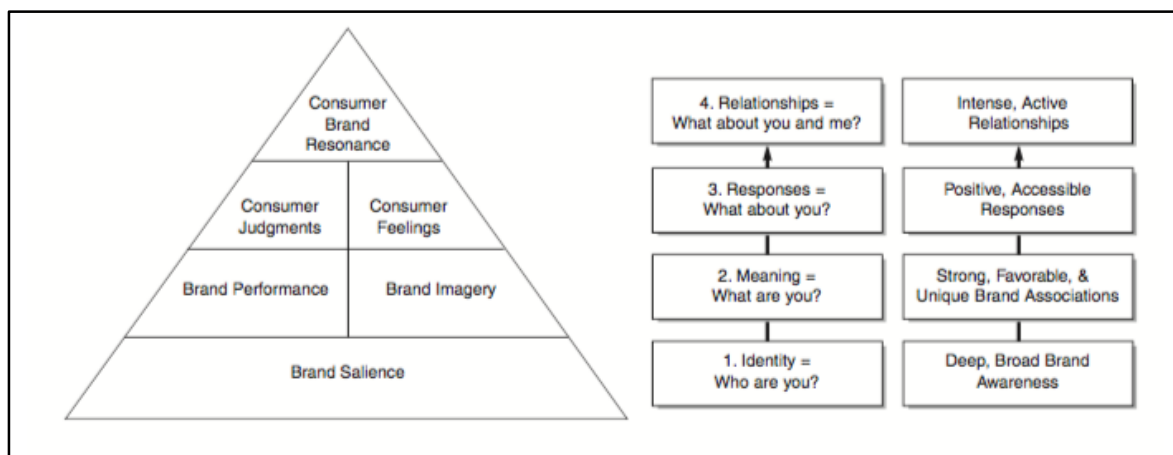 Consumer
Brand
Resonance
Consumer
Judgments
Consumer
Feelings
Brand Performance
Brand Imagery
Brand Salience
4. Relationships =
What about you and me?
3. Responses =
What about you?
2. Meaning =
What are you?
1. Identity =
Who are you?
Intense, Active
Relationships
Positive, Accessible
Responses
Strong, Favorable, &
Unique Brand Associations
Deep, Broad Brand
Awareness